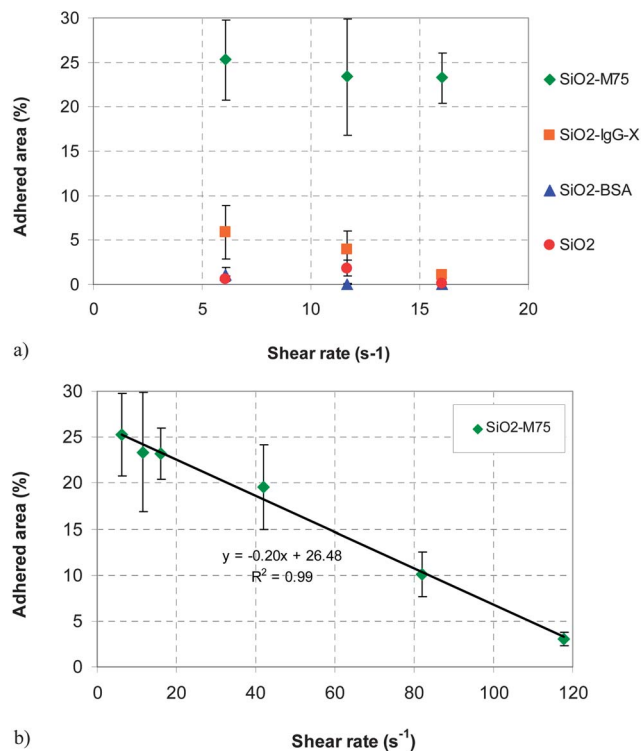 30
25
20
15
10
5
0
Adhered area (%)
0 5 10 15 20
Shear rate (s-1)
SiO2-M75
SiO2-IgG-X
SiO2-BSA
SiO2
a)
30
25
20
15
10
5
0
Adhered area (%)
SiO2-M75
y = -0.20x + 26.48
R² = 0.99
0 20 40 60 80 100 120
Shear rate (s⁻¹)
b)